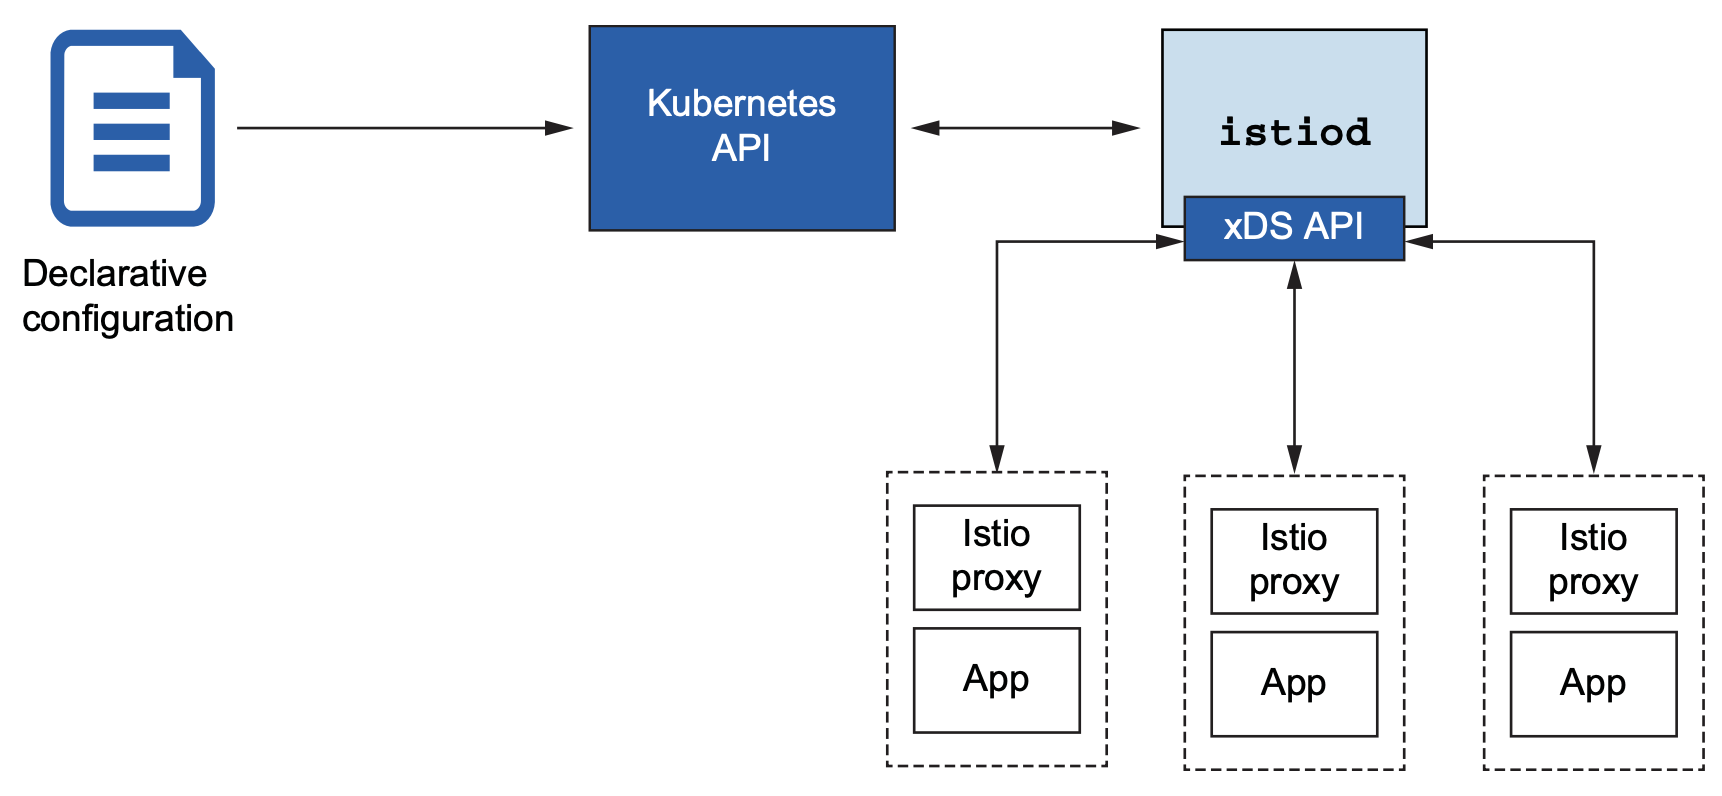 Declarative
configuration
Kubernetes
API
istiod
xDS API
Istio
proxy
App
Istio
proxy
App
Istio
proxy
App